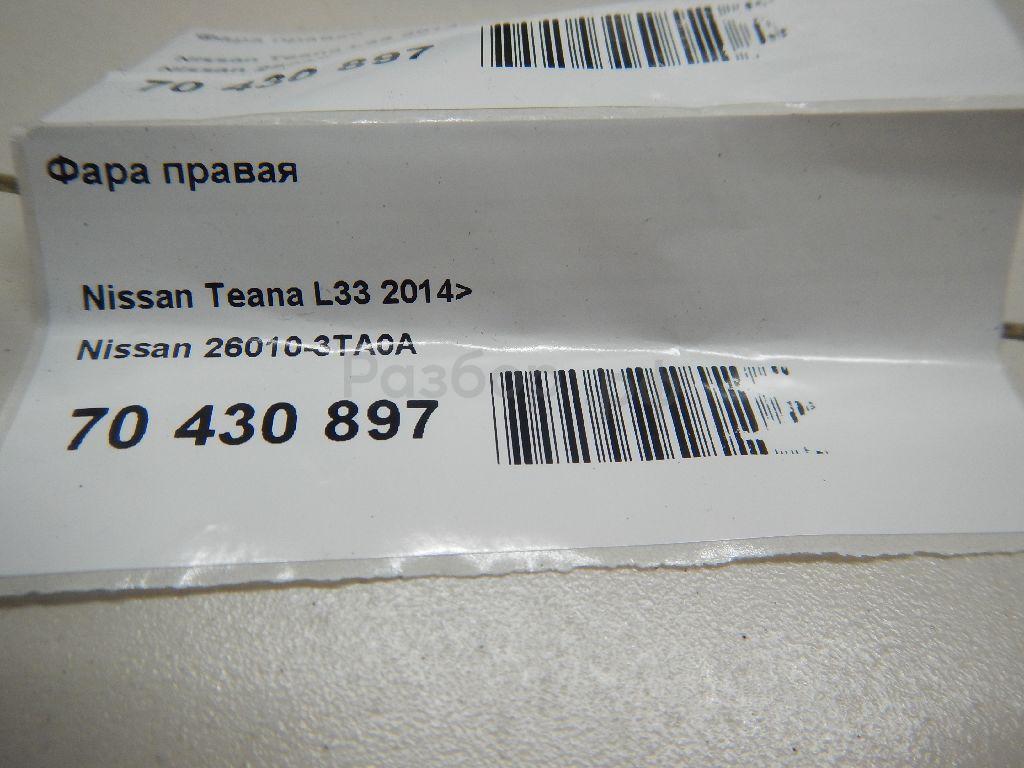 70 430 897
Фара правая
Nissan Teana L33 2014>
Nissan 26010-3TA0A
70 430 897